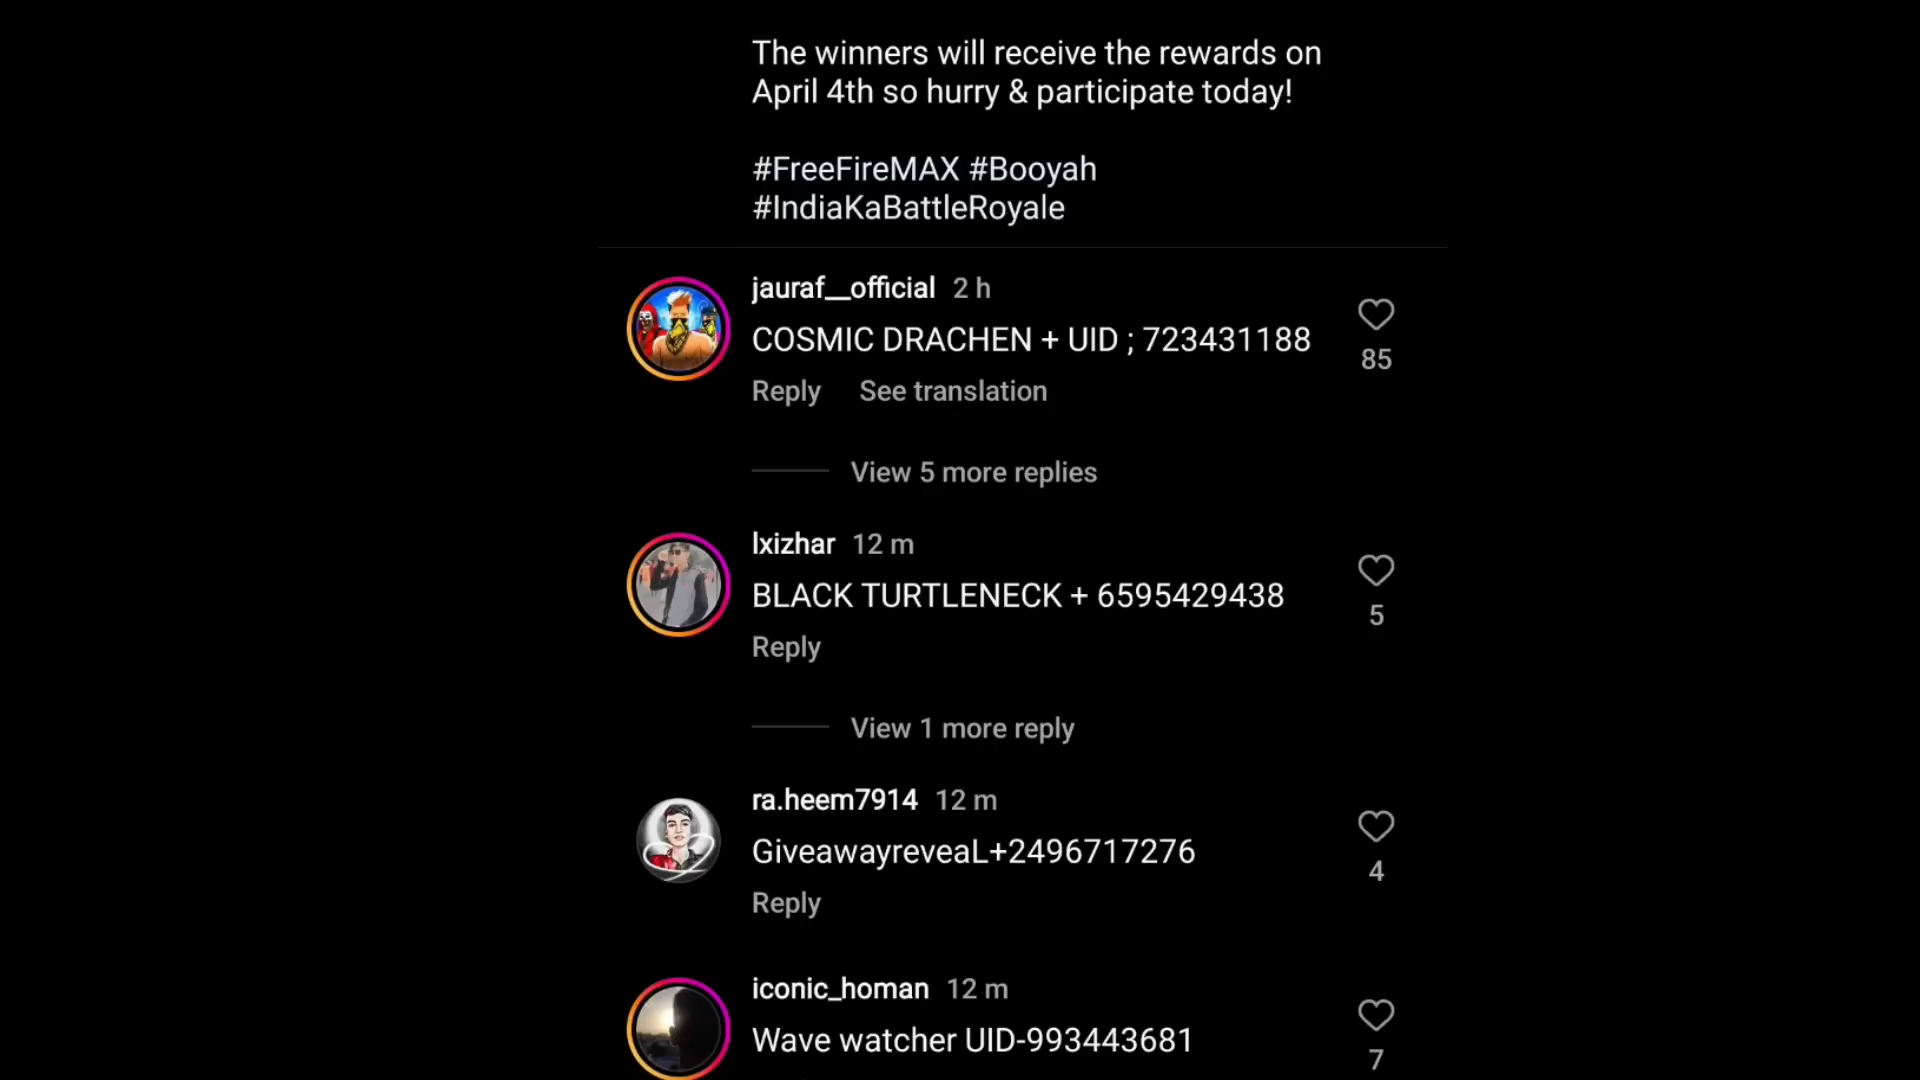 The winners will receive the rewards on
April 4th so hurry & participate today!
#FreeFireMAX #Booyah
#IndiaKaBattleRoyale
jauraf__official 2 h
COSMIC DRACHEN + UID ; 723431188
85
Reply See translation
View 5 more replies
lxizhar 12 m
BLACK TURTLENECK + 6595429438
5
Reply
View 1 more reply
ra.heem7914 12 m
GiveawayreveaL+2496717276
4
Reply
iconic_homan 12 m
Wave watcher UID-993443681
7